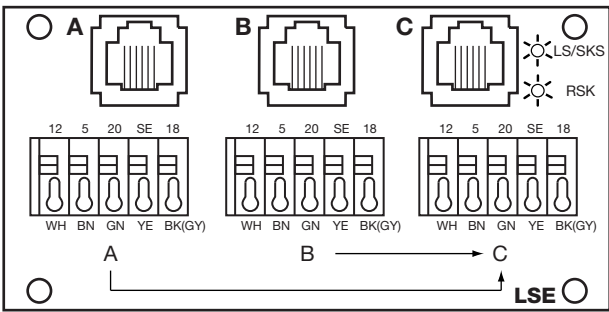 A B C
LS/SKS
RSK
12 5 20 SE 18 12 5 20 SE 18 12 5 20 SE 18
WH BN GN YE BK(GY) WH BN GN YE BK(GY) WH BN GN YE BK(GY)
A B C
LSE